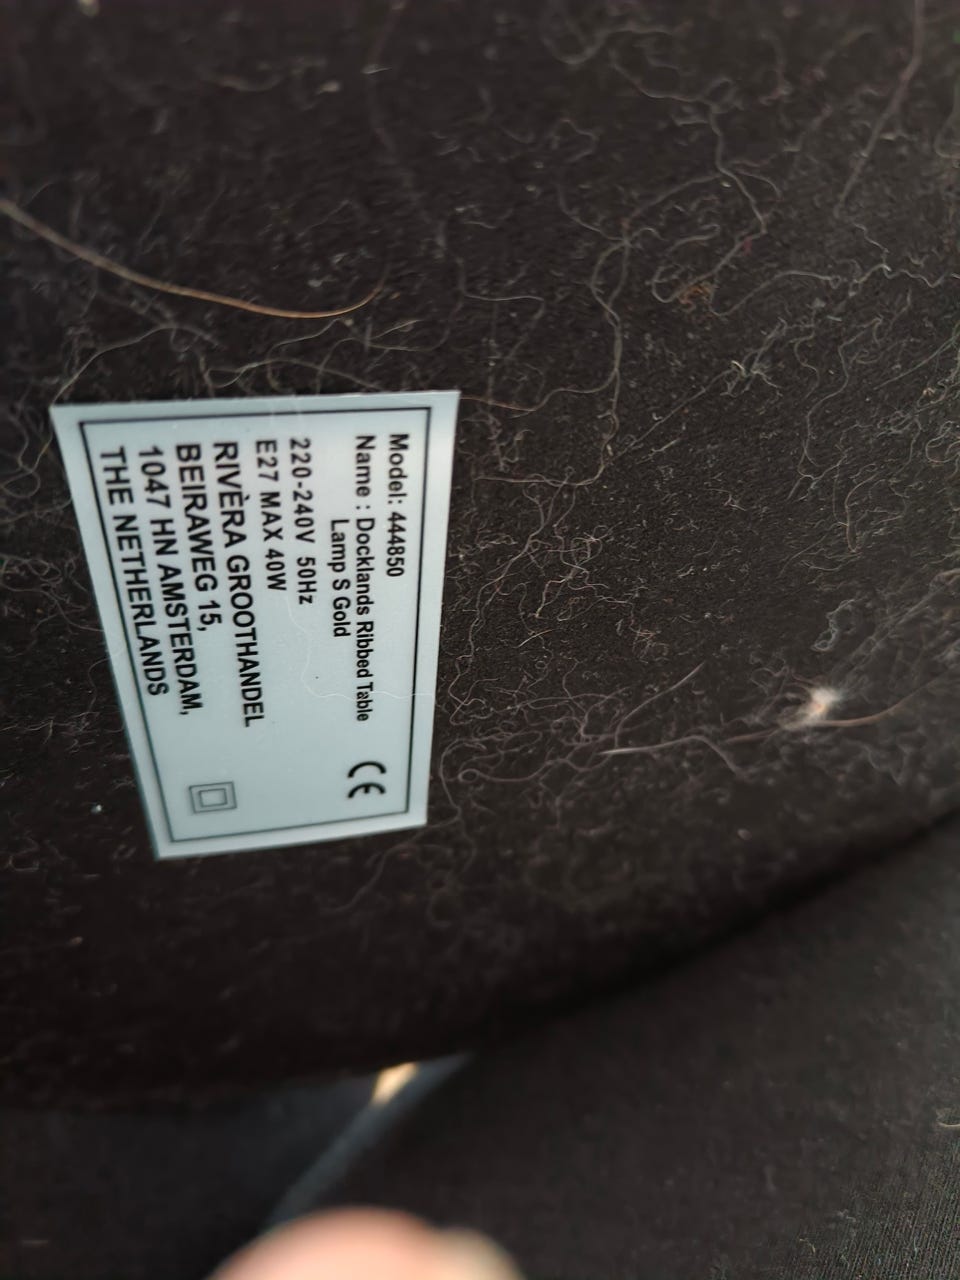 Model: 444850
Name : Docklands Ribbed Table
Lamp S Gold
220-240V 50Hz
E27 MAX 40W
RIVÈRA GROOTHANDEL
BEIRAWEG 15,
1047 HN AMSTERDAM,
THE NETHERLANDS
CE